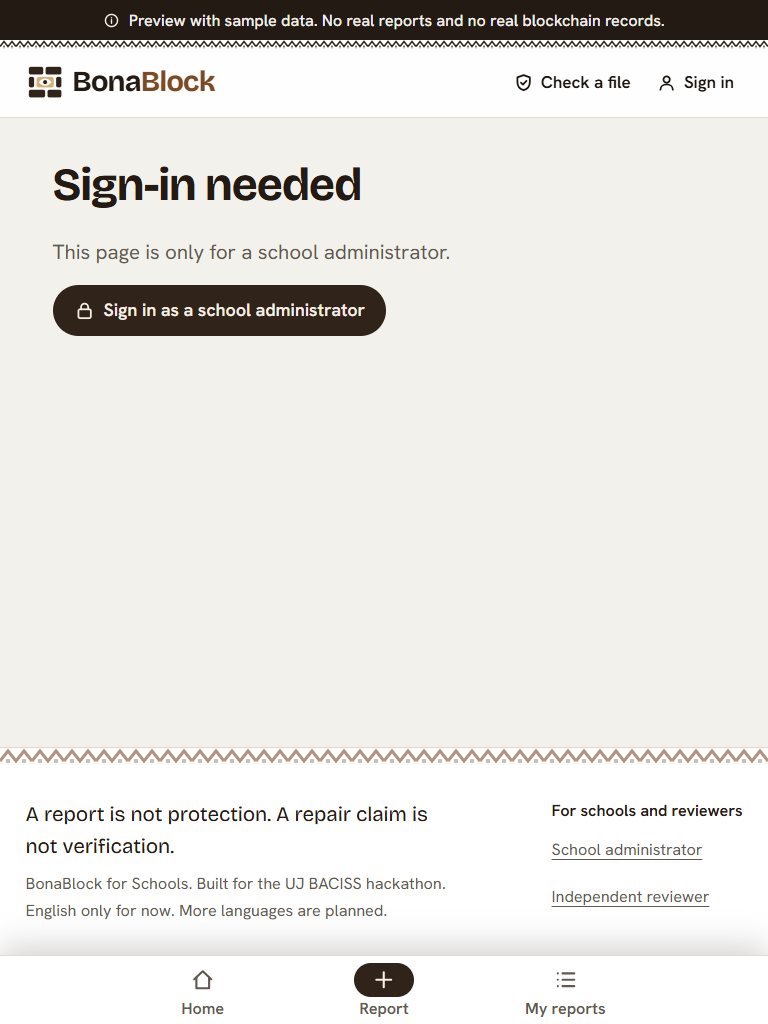 Preview with sample data. No real reports and no real blockchain records.
BonaBlock
Check a file
Sign in
Sign-in needed
This page is only for a school administrator.
Sign in as a school administrator
A report is not protection. A repair claim is
not verification.
BonaBlock for Schools. Built for the UJ BACISS hackathon.
English only for now. More languages are planned.
For schools and reviewers
School administrator
Independent reviewer
Home
Report
My reports